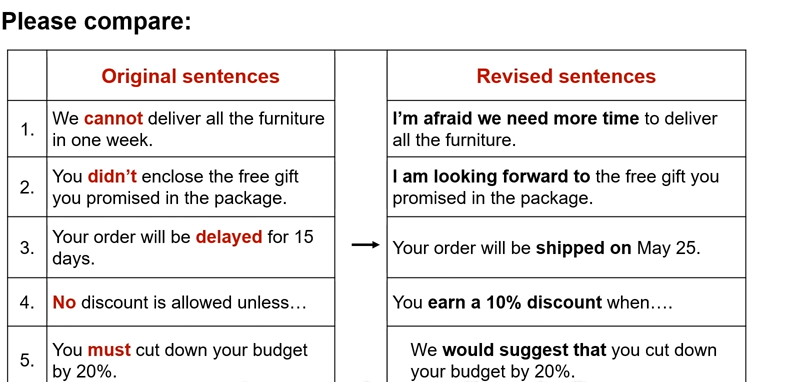 Please compare:
Original sentences
Revised sentences
1.
We cannot deliver all the furniture
in one week.
I’m afraid we need more time to deliver
all the furniture.
2.
You didn’t enclose the free gift
you promised in the package.
I am looking forward to the free gift you
promised in the package.
3.
Your order will be delayed for 15
days.
Your order will be shipped on May 25.
4.
No discount is allowed unless…
You earn a 10% discount when….
5.
You must cut down your budget
by 20%.
We would suggest that you cut down
your budget by 20%.